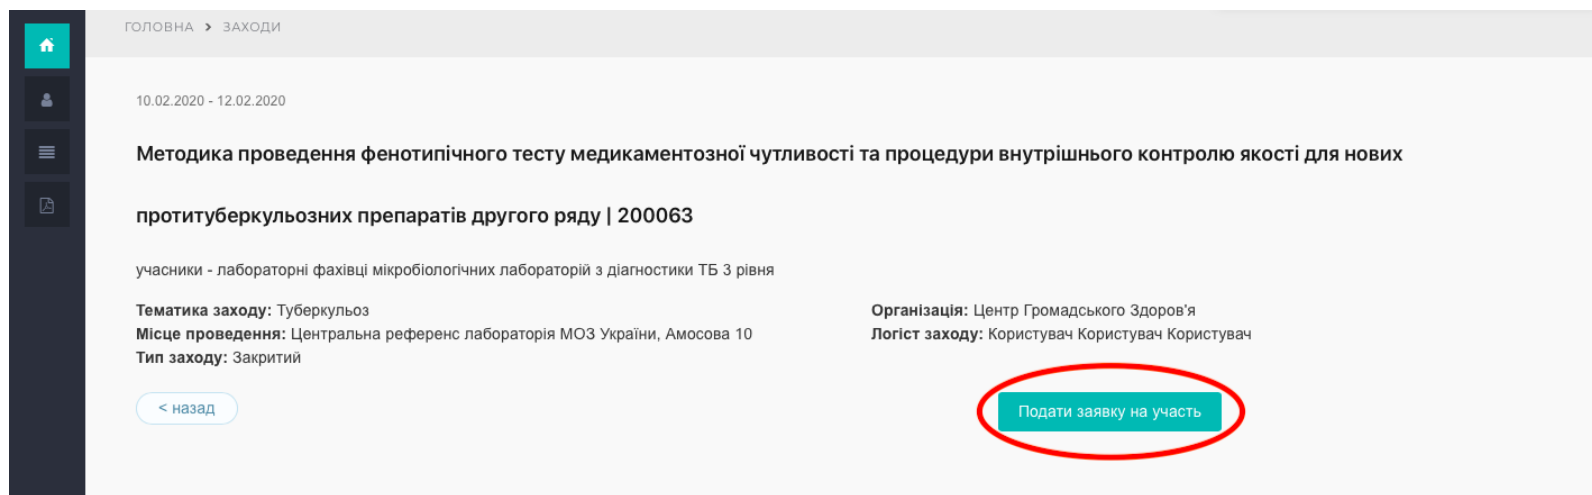 ГОЛОВНА > ЗАХОДИ
10.02.2020 - 12.02.2020
Методика проведення фенотипічного тесту медикаментозної чутливості та процедури внутрішнього контролю якості для нових
протитуберкульозних препаратів другого ряду | 200063
учасники - лабораторні фахівці мікробіологічних лабораторій з діагностики ТБ 3 рівня
Тематика заходу: Туберкульоз
Місце проведення: Центральна референс лабораторія МОЗ України, Амосова 10
Тип заходу: Закритий
Організація: Центр Громадського Здоров'я
Логіст заходу: Користувач Користувач Користувач
< назад
Подати заявку на участь